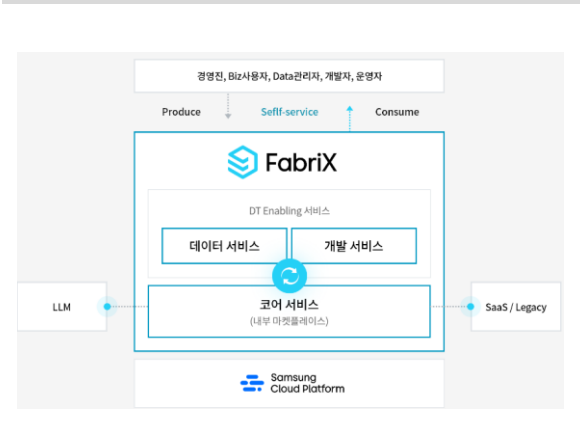 경영진, Biz사용자, Data관리자, 개발자, 운영자
Produce Seflf-service Consume
FabriX
DT Enabling 서비스
데이터 서비스 개발 서비스
코어 서비스
(내부 마켓플레이스)
LLM
SaaS / Legacy
Samsung
Cloud Platform